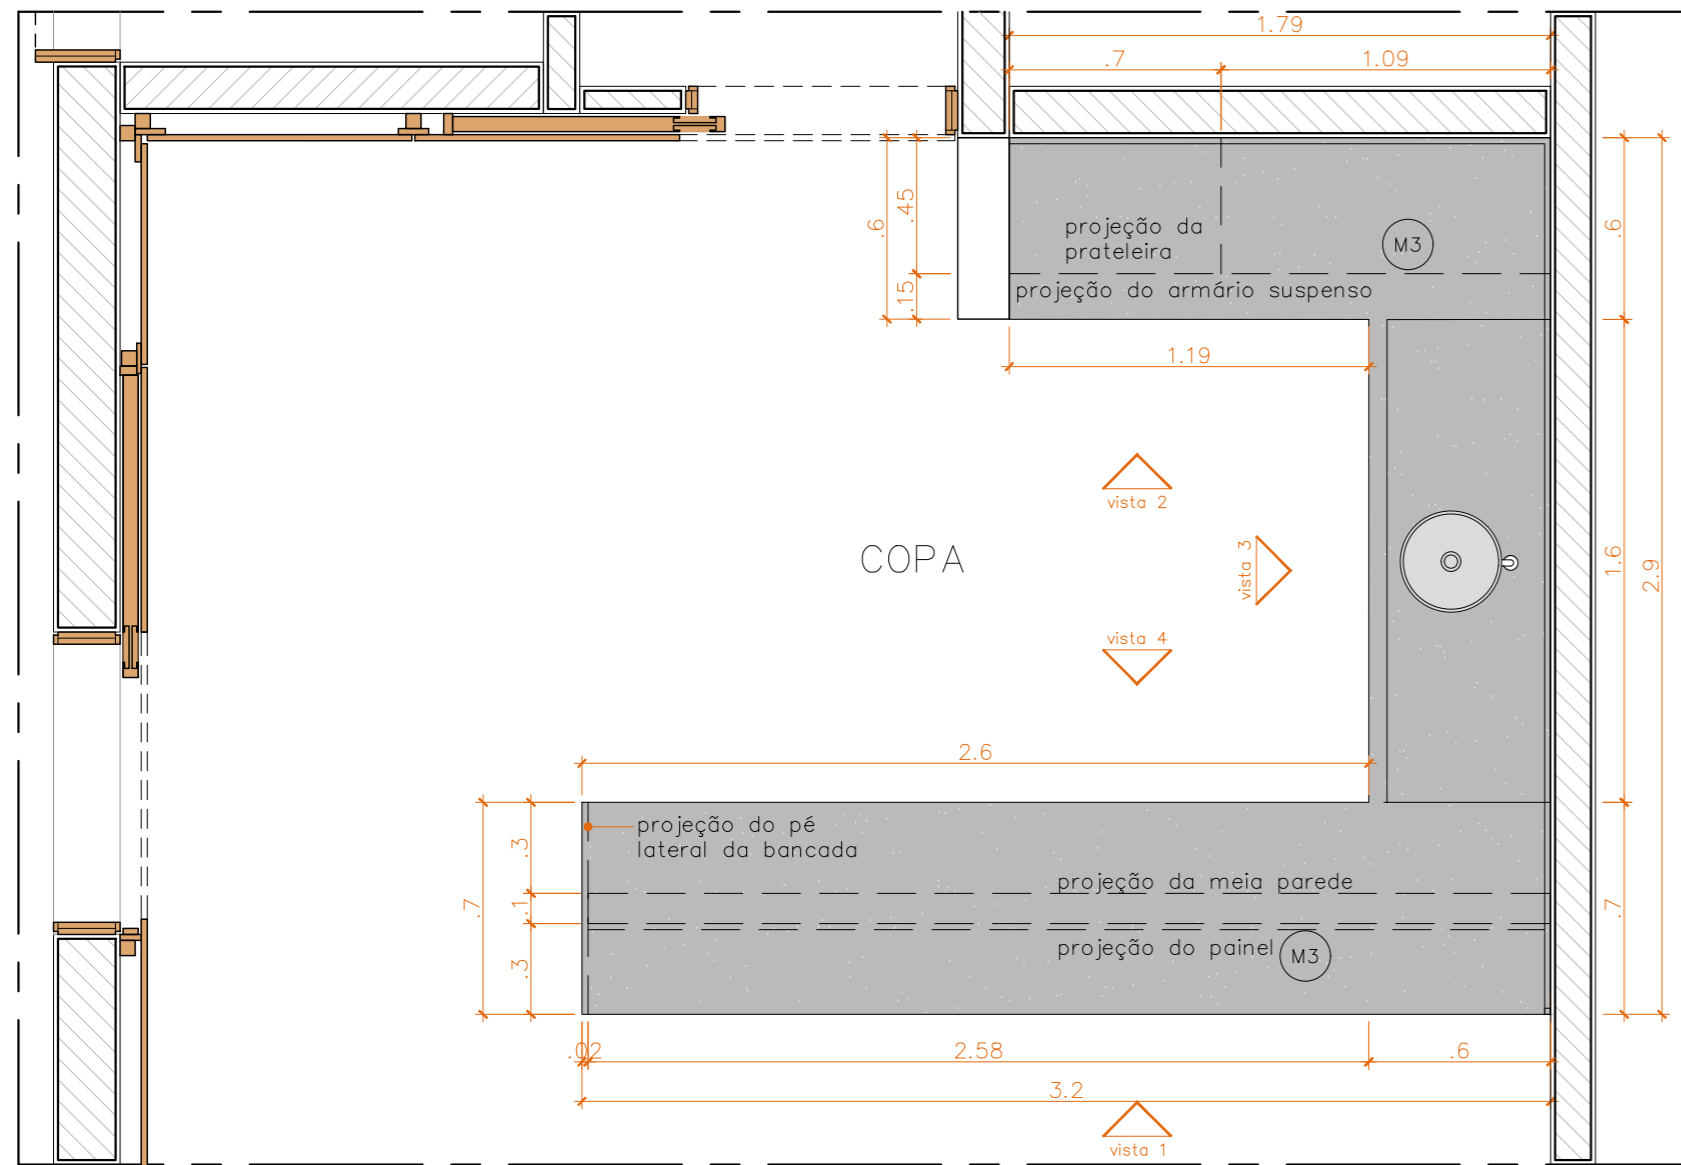 1.79
.7
1.09
.6
.45
.15
projeção da
prateleira
M3
projeção do armário suspenso
.6
1.19
vista 2
COPA
vista 3
1.6
2.9
vista 4
2.6
projeção do pé
lateral da bancada
.3
.7
.1
.3
projeção da meia parede
projeção do painel
M3
.7
.02
2.58
.6
3.2
vista 1